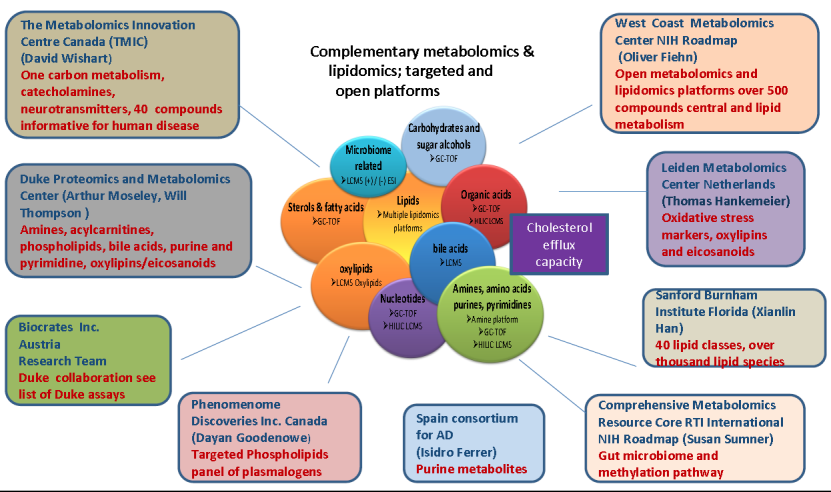 The Metabolomics Innovation
Centre Canada (TMIC)
(David Wishart)
One carbon metabolism,
catecholamines,
neurotransmitters, 40 compounds
informative for human disease
Complementary metabolomics &
lipidomics; targeted and
open platforms
West Coast Metabolomics
Center NIH Roadmap
(Oliver Fiehn)
Open metabolomics and
lipidomics platforms over 500
compounds central and lipid
metabolism
Duke Proteomics and Metabolomics
Center (Arthur Moseley, Will
Thompson )
Amines, acylcarnitines,
phospholipids, bile acids, purine and
pyrimidine, oxylipins/eicosanoids
Carbohydrates and
sugar alcohols
➤GC-TOF
Microbiome
related
➤LCMS (+) / (-) ESI
Sterols & fatty acids
➤GC-TOF
Lipids
➤Multiple lipidomics
platforms
Organic acids
➤GC-TOF
➤HILIC LCMS
Cholesterol
efflux
capacity
bile acids
➤LCMS
oxylipids
➤LCMS Oxylipids
Nucleotides
➤GC-TOF
➤HILIC LCMS
Amines, amino acids
purines, pyrimidines
➤Amine platform
➤GC-TOF
➤HILIC LCMS
Leiden Metabolomics
Center Netherlands
(Thomas Hankemeier)
Oxidative stress
markers, oxylipins
and eicosanoids
Sanford Burnham
Institute Florida (Xianlin
Han)
40 lipid classes, over
thousand lipid species
Biocrates Inc.
Austria
Research Team
Duke collaboration see
list of Duke assays
Phenomenome
Discoveries Inc. Canada
(Dayan Goodenowe)
Targeted Phospholipids
panel of plasmalogens
Spain consortium
for AD
(Isidro Ferrer)
Purine metabolites
Comprehensive Metabolomics
Resource Core RTI International
NIH Roadmap (Susan Sumner)
Gut microbiome and
methylation pathway